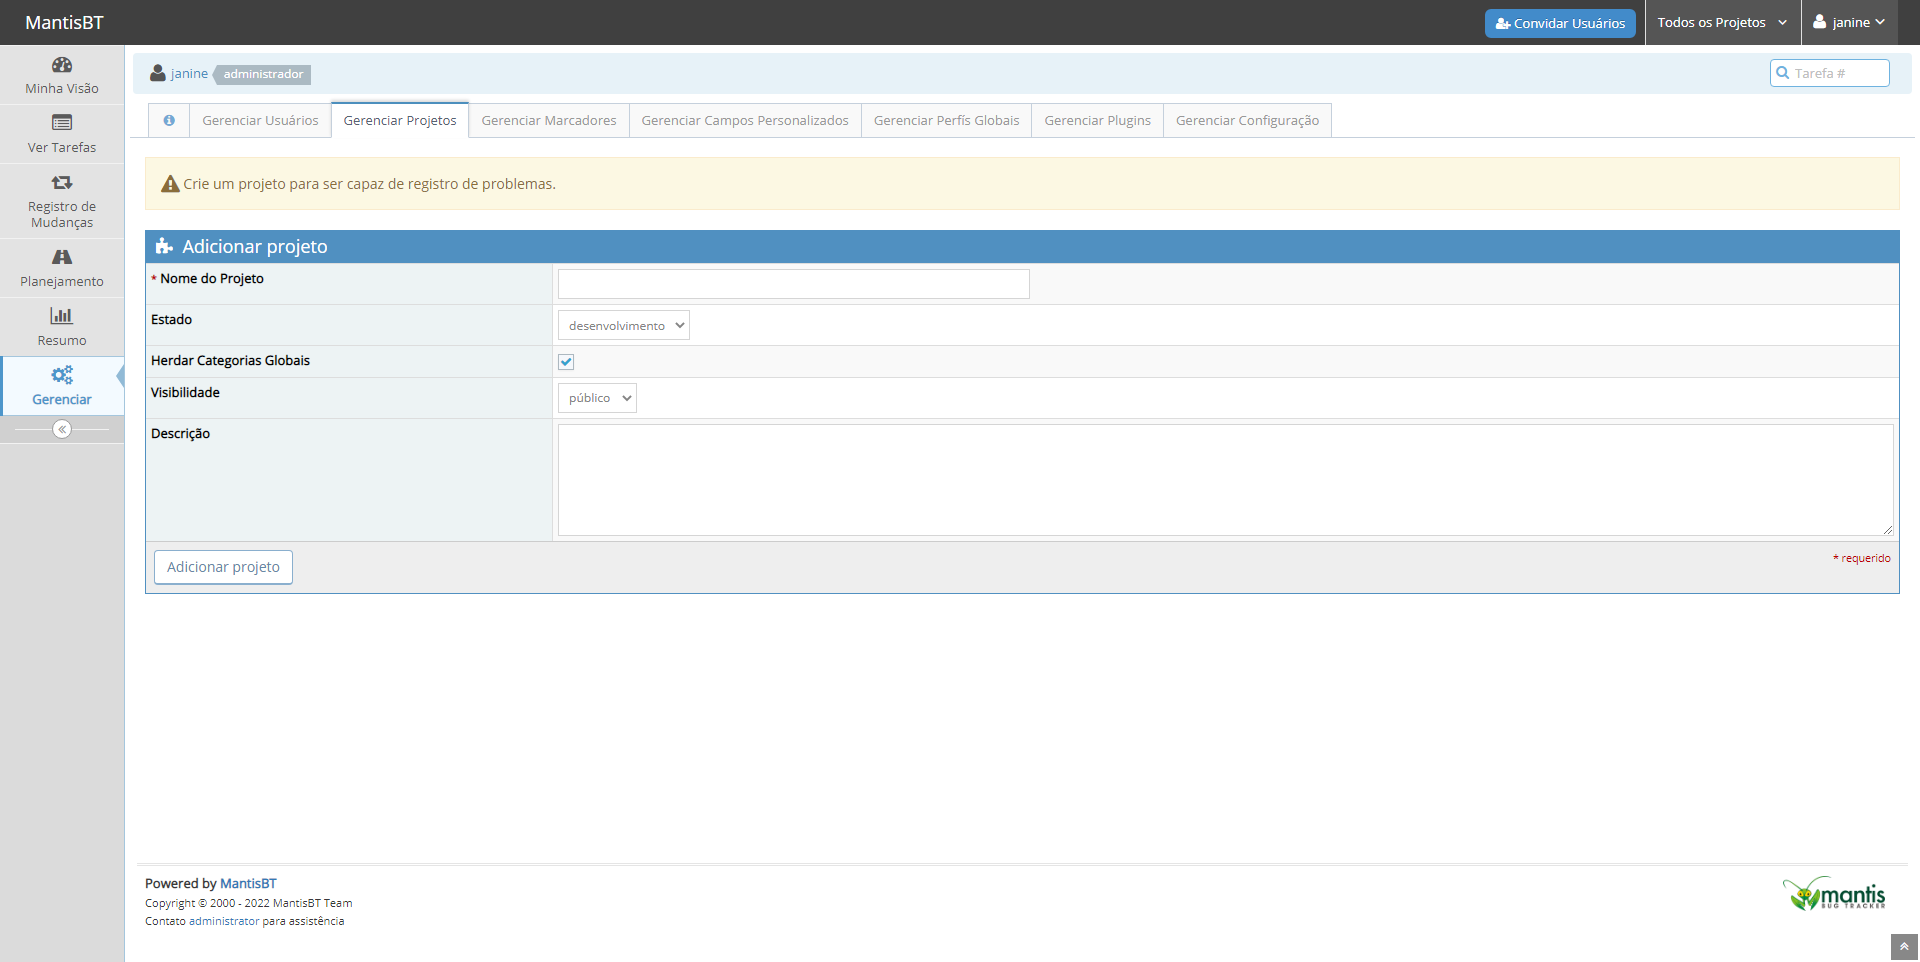 MantisBT
Convidar Usuários
Todos os Projetos
janine
Minha Visão
Ver Tarefas
Registro de
Mudanças
Planejamento
Resumo
Gerenciar
janine administrador
Tarefa #
Gerenciar Usuários
Gerenciar Projetos
Gerenciar Marcadores
Gerenciar Campos Personalizados
Gerenciar Perfís Globais
Gerenciar Plugins
Gerenciar Configuração
Crie um projeto para ser capaz de registro de problemas.
Adicionar projeto
* Nome do Projeto
Estado
desenvolvimento
Herdar Categorias Globais
Visibilidade
público
Descrição
Adicionar projeto
* requerido
Powered by MantisBT
Copyright © 2000 - 2022 MantisBT Team
Contato administrator para assistência
mantis
BUG TRACKER